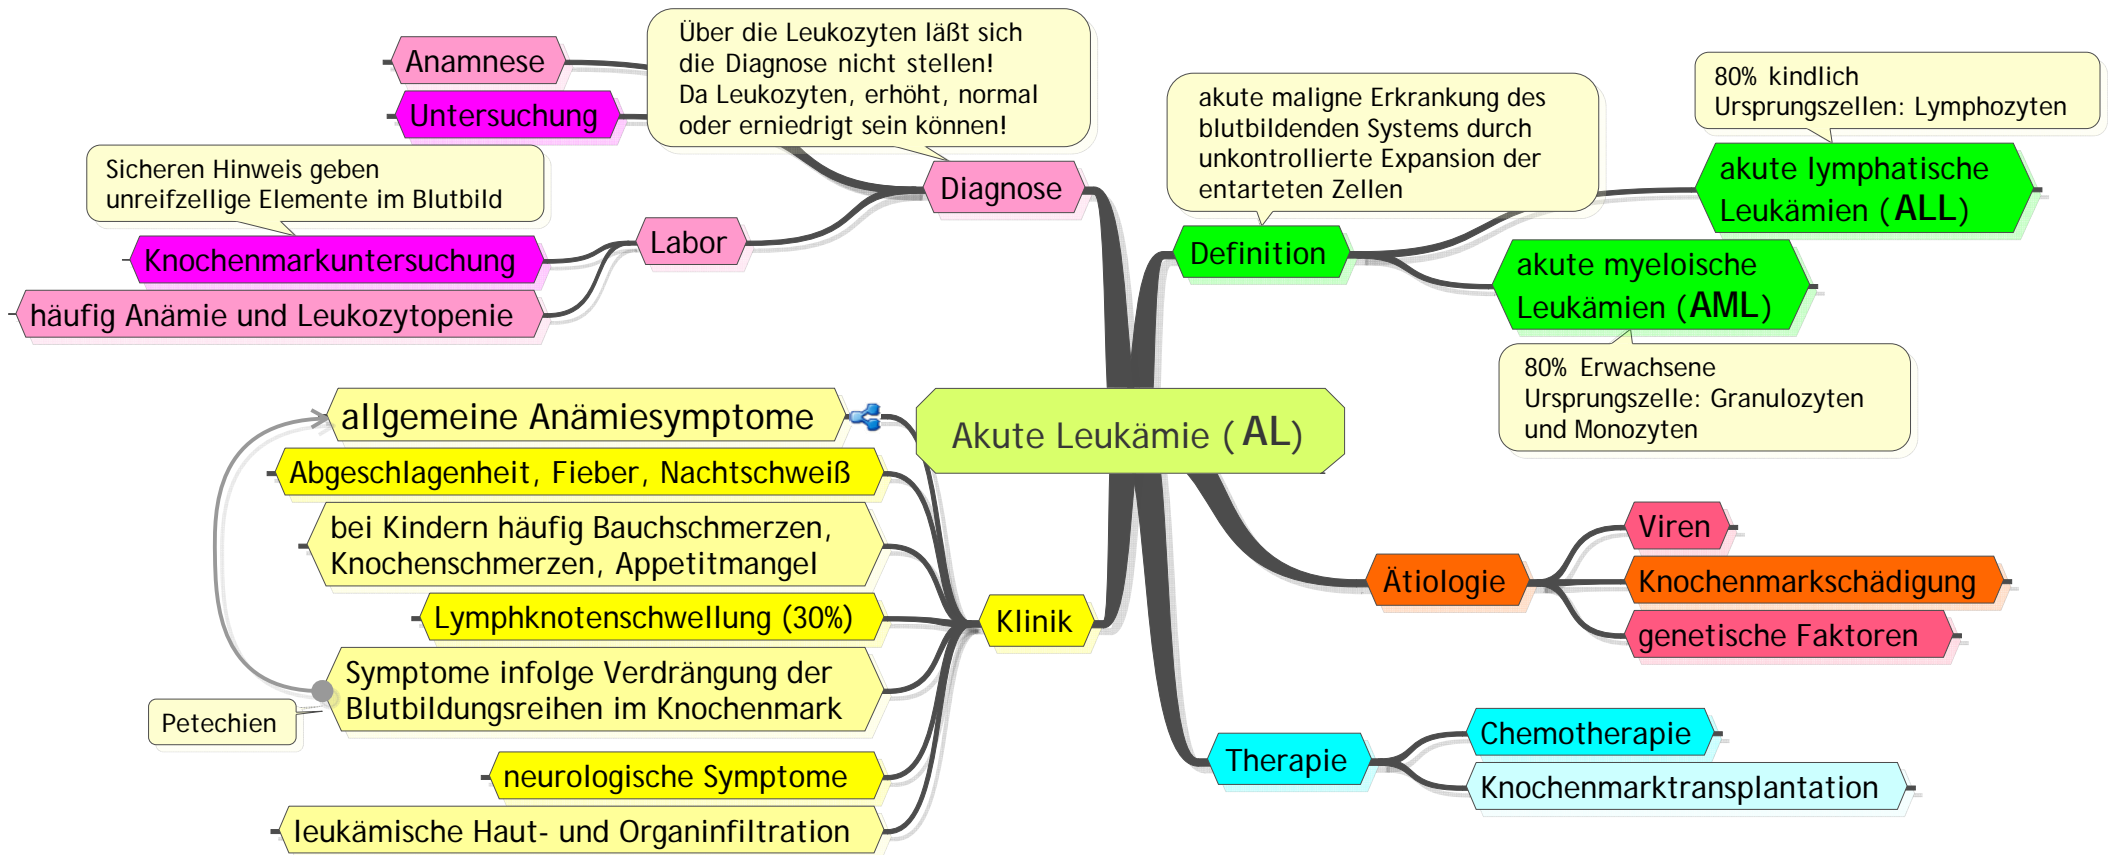 Akute Leukämie (AL)
Definition
akute maligne Erkrankung des
blutbildenden Systems durch
unkontrollierte Expansion der
entarteten Zellen
80% kindlich
Ursprungszellen: Lymphozyten
akute lymphatische
Leukämien (ALL)
akute myeloische
Leukämien (AML)
80% Erwachsene
Ursprungszelle: Granulozyten
und Monozyten
Ätiologie
Viren
Knochenmarkschädigung
genetische Faktoren
Therapie
Chemotherapie
Knochenmarktransplantation
Klinik
allgemeine Anämiesymptome
Abgeschlagenheit, Fieber, Nachtschweiß
bei Kindern häufig Bauchschmerzen,
Knochenschmerzen, Appetitmangel
Lymphknotenschwellung (30%)
Symptome infolge Verdrängung der
Blutbildungsreihen im Knochenmark
Petechien
neurologische Symptome
leukämische Haut- und Organinfiltration
Diagnose
Über die Leukozyten läßt sich
die Diagnose nicht stellen!
Da Leukozyten, erhöht, normal
oder erniedrigt sein können!
Anamnese
Untersuchung
Labor
Sicheren Hinweis geben
unreifzellige Elemente im Blutbild
Knochenmarkuntersuchung
häufig Anämie und Leukozytopenie